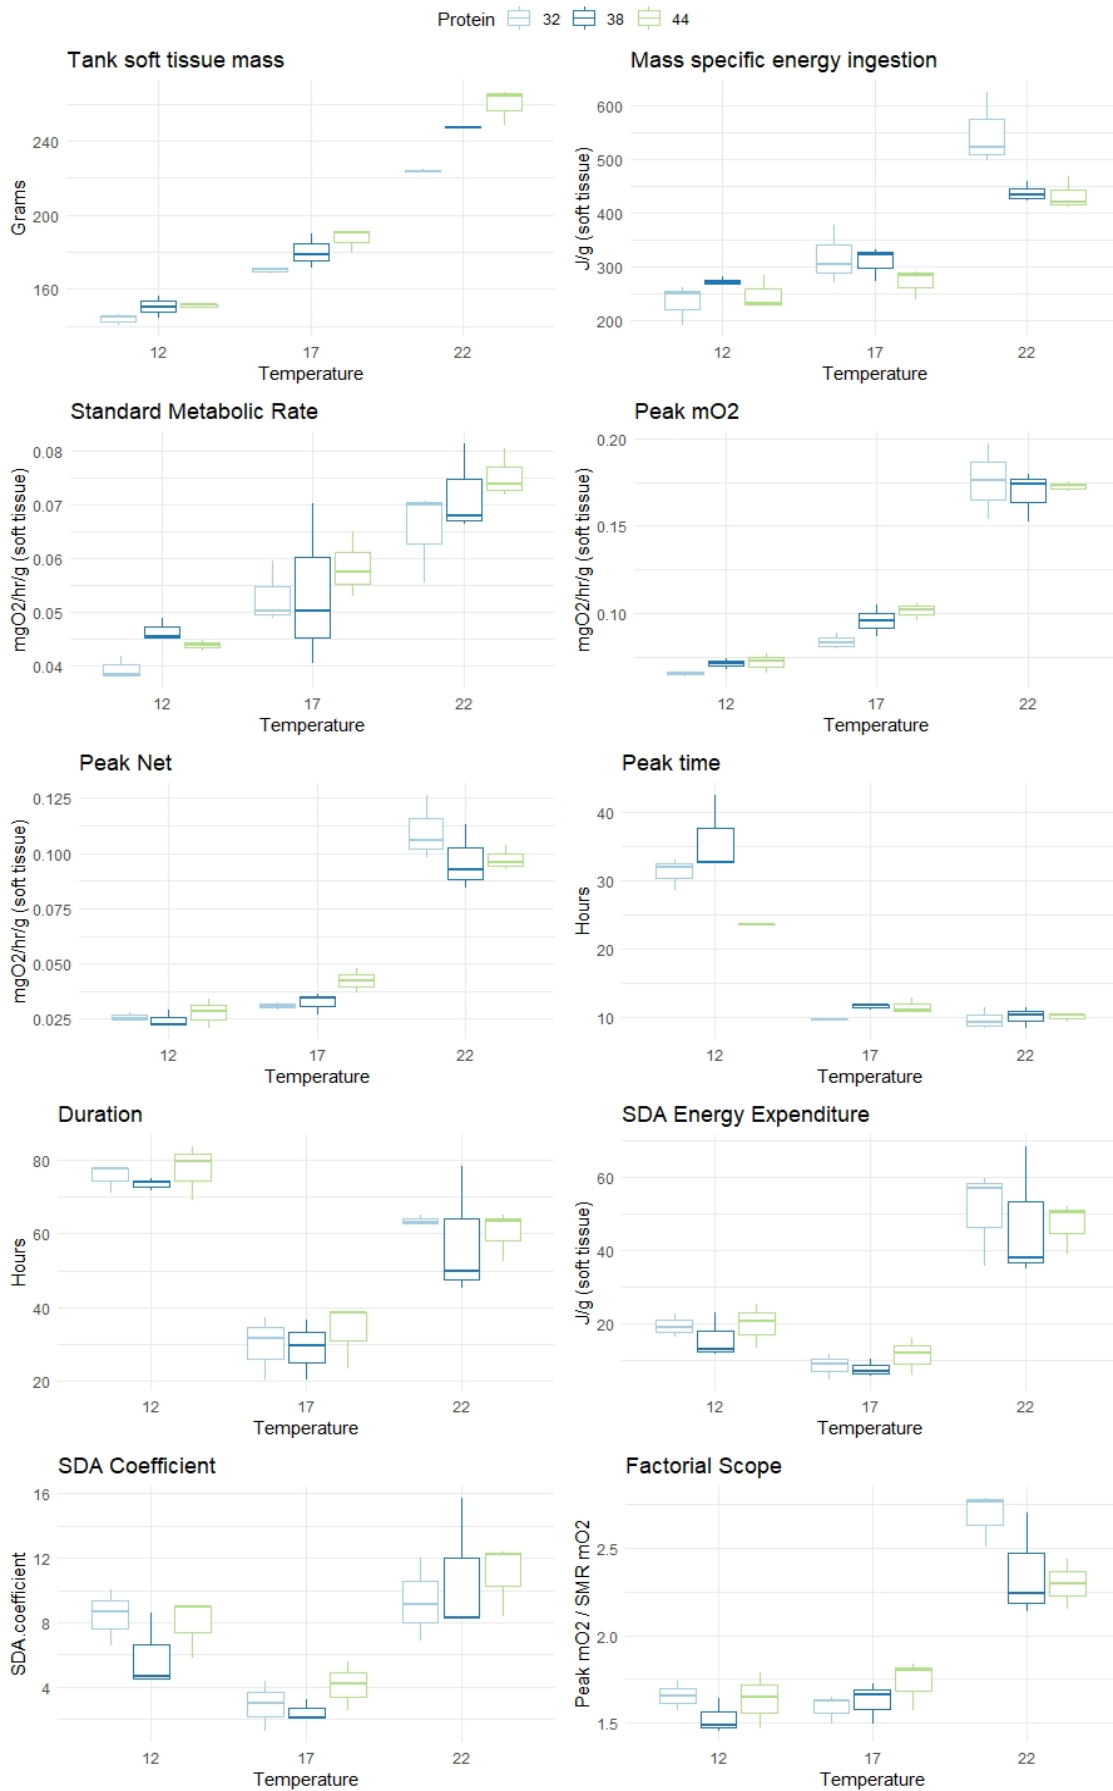 Protein 32 38 44
Tank soft tissue mass
Grams
240
200
160
12 17 22
Temperature
Mass specific energy ingestion
J/g (soft tissue)
600
500
400
300
200
12 17 22
Temperature
Standard Metabolic Rate
mgO2/hr/g (soft tissue)
0.08
0.07
0.06
0.05
0.04
12 17 22
Temperature
Peak mO2
mgO2/hr/g (soft tissue)
0.20
0.15
0.10
12 17 22
Temperature
Peak Net
mgO2/hr/g (soft tissue)
0.125
0.100
0.075
0.050
0.025
12 17 22
Temperature
Peak time
Hours
40
30
20
10
12 17 22
Temperature
Duration
Hours
80
60
40
20
12 17 22
Temperature
SDA Energy Expenditure
J/g (soft tissue)
60
40
20
12 17 22
Temperature
SDA Coefficient
SDA.coefficient
16
12
8
4
12 17 22
Temperature
Factorial Scope
Peak mO2 / SMR mO2
2.5
2.0
1.5
12 17 22
Temperature